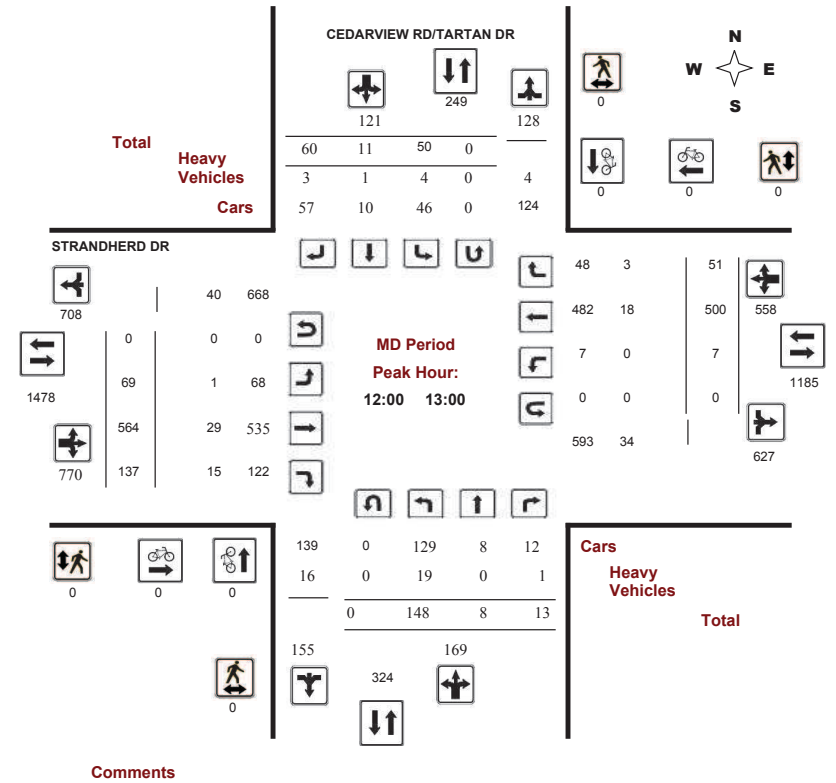 CEDARVIEW RD/TARTAN DR
N
W E
S
249
0
121 128
Total 60 11 50 0
Heavy
Vehicles 3 1 4 0 4
Cars 57 10 46 0 124
0 0 0
STRANDHERD DR
708 40 668
48 3 51
482 18 500 558
0 0 0
7 0 7
MD Period
Peak Hour:
12:00 13:00
1478 69 1 68
0 0 0 1185
564 29 535
593 34 627
770 137 15 122
139 0 129 8 12 Cars
16 0 19 0 1 Heavy
Vehicles
0 148 8 13 Total
0 0 0
155 169
324
0
Comments